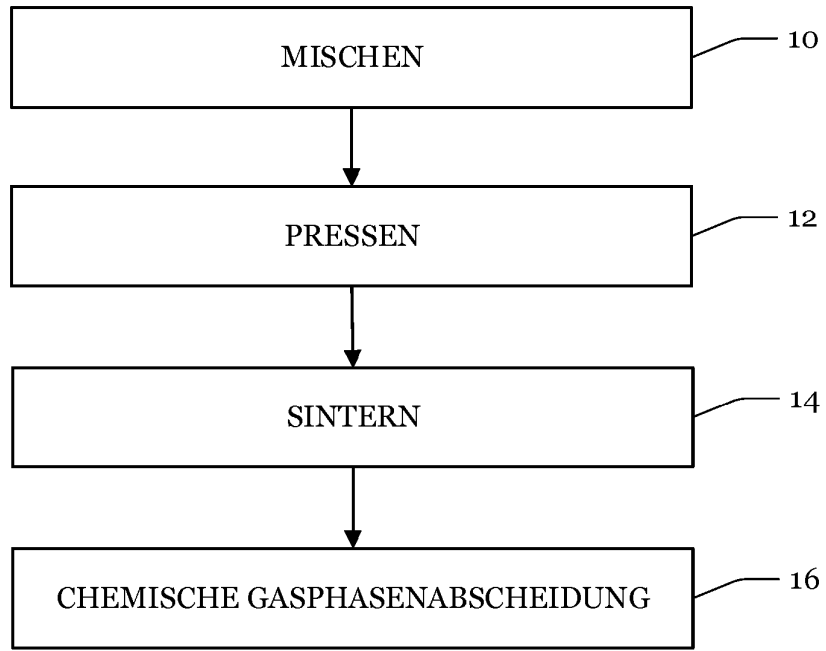 MISCHEN
10
PRESSEN
12
SINTERN
14
CHEMISCHE GASPHASENABSCHEIDUNG
16